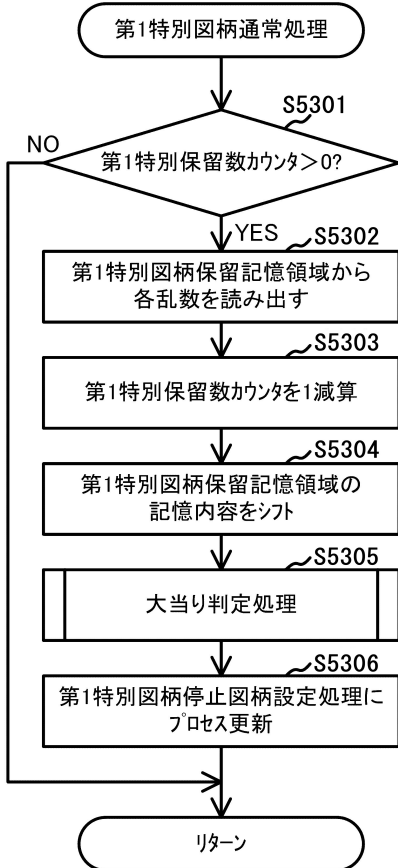 第1特別図柄通常処理
S5301
NO
第1特別保留数カウンタ>0?
YES
S5302
第1特別図柄保留記憶領域から
各乱数を読み出す
S5303
第1特別保留数カウンタを1減算
S5304
第1特別図柄保留記憶領域の
記憶内容をシフト
S5305
大当り判定処理
S5306
第1特別図柄停止図柄設定処理に
プロセス更新
リターン